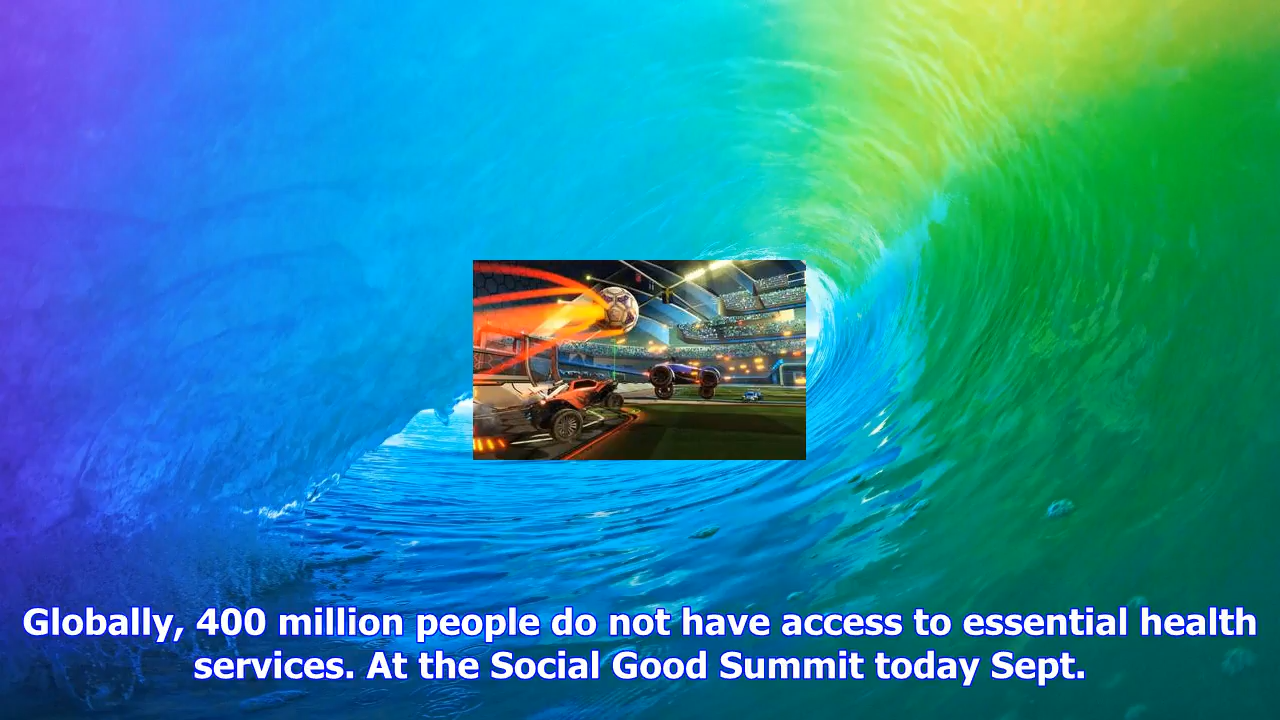 Globally, 400 million people do not have access to essential health
services. At the Social Good Summit today Sept.